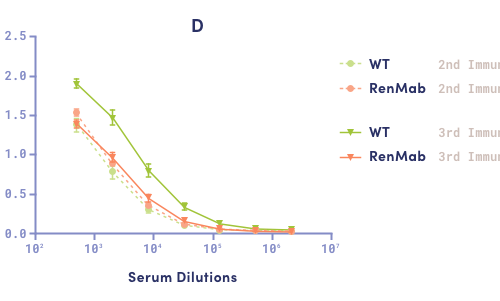 D
2.5
2.0
1.5
1.0
0.5
0.0
10² 10³ 10⁴ 10⁵ 10⁶ 10⁷
Serum Dilutions
WT 2nd Immun
RenMab 2nd Immun
WT 3rd Immun
RenMab 3rd Immun